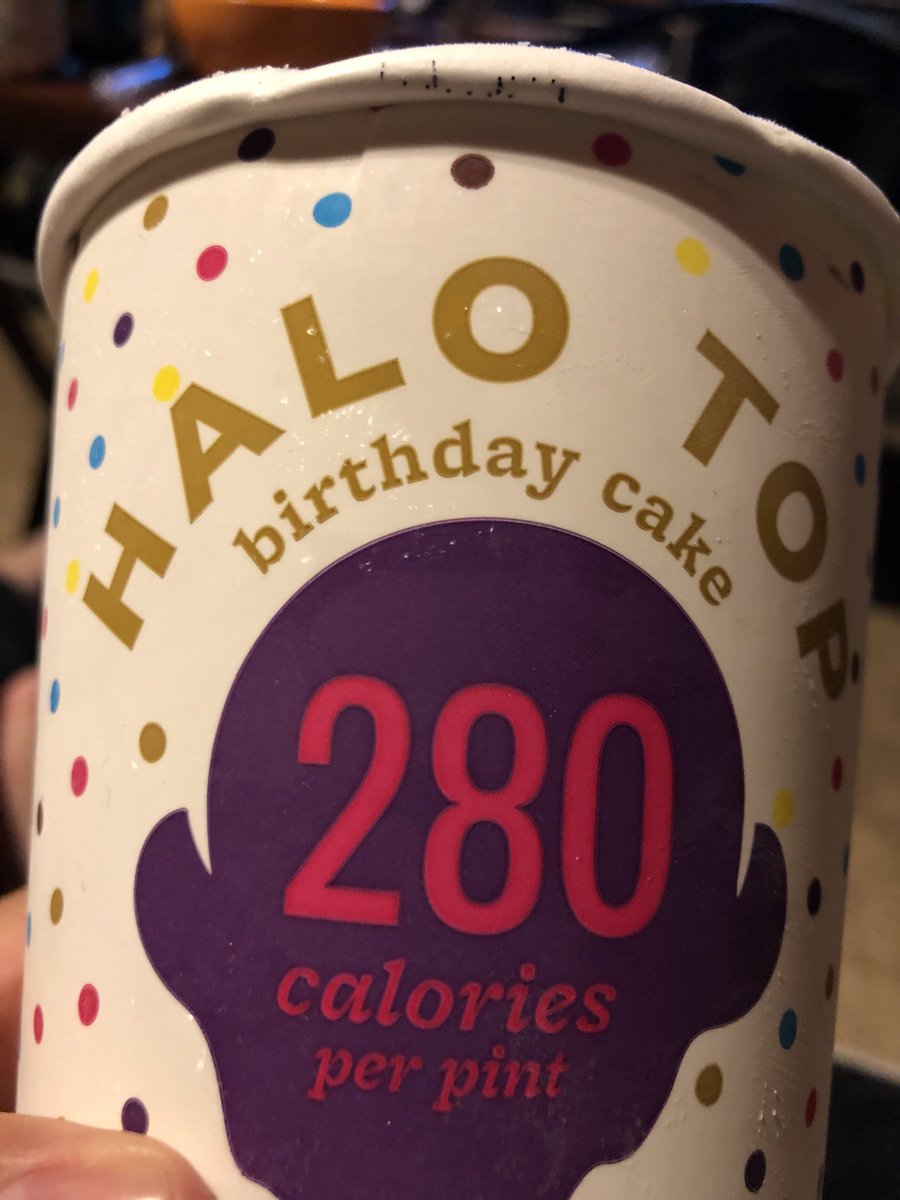 HALO TOP
birthday cake
280
calories
per pint